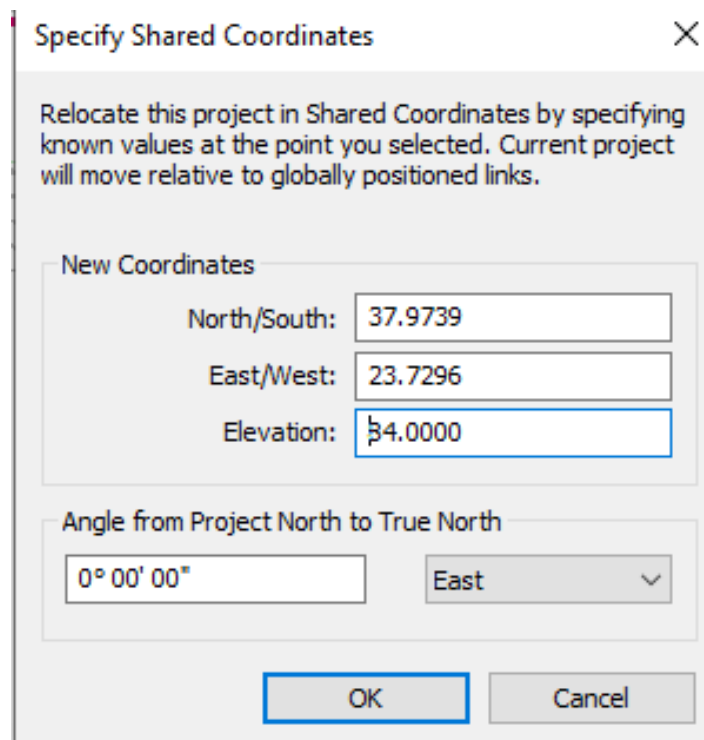 Specify Shared Coordinates
Relocate this project in Shared Coordinates by specifying
known values at the point you selected. Current project
will move relative to globally positioned links.
New Coordinates
North/South: 37.9739
East/West: 23.7296
Elevation: 34.0000
Angle from Project North to True North
0° 00' 00" East
OK Cancel